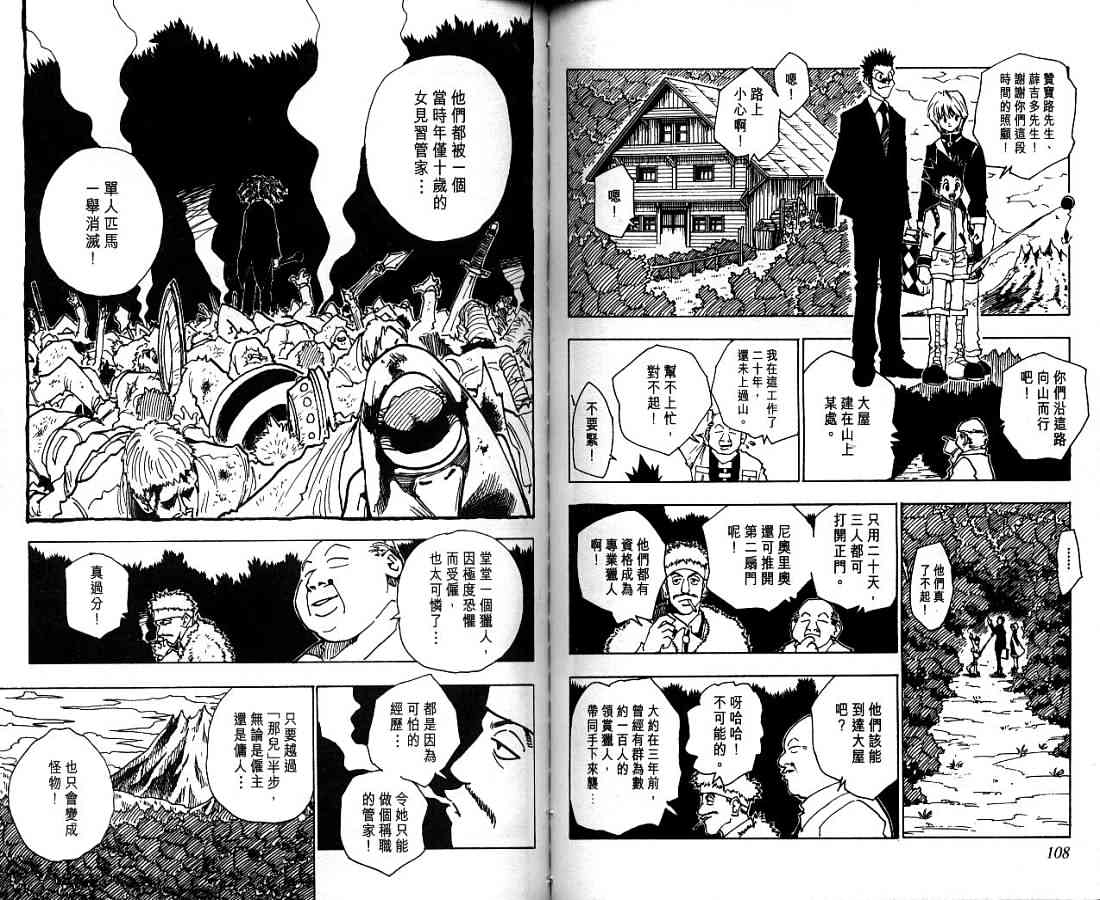 贊寶路先生、
薛吉多先生！
謝謝你們這段
時間的照顧！
嗯！
路上
小心啊！
嗯！
你們沿這路
向山而行
吧！
大屋
建在山上
某處。
我在這工作了
二十年，
還未上過山。
幫不上忙，
對不起！
不要緊！
……
他們真
了不起！
只用二十天，
三人都可
打開正門。
尼奧里奧
還可推開
第二扇門
呢！
他們都有
資格成為
專業獵人
啊！
他們該能
到達大屋
吧？
呀哈哈！
不可能的。
大約在三年前，
曾經有群為數
約一百人的
領賞獵人，
帶同手下來襲…
108
他們都被一個
當時年僅十歲的
女見習管家…
單人匹馬
一舉消滅！
堂堂一個獵人，
因極度恐懼
而受僱，
也太可憐了…
真過分！
都是因為
可怕的
經歷…
令她只能
做個稱職
的管家！
只要越過
「那兒」半步，
無論是僱主
還是傭人…
也只會變成
怪物！